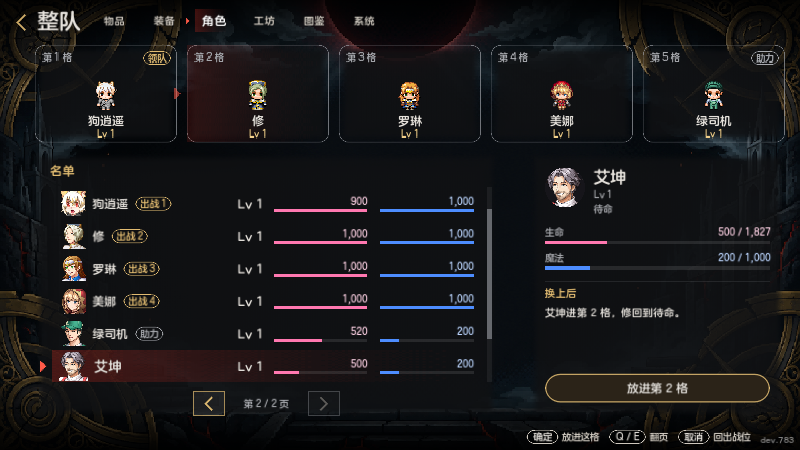 整队 物品 装备 角色 工坊 图鉴 系统
第1格 领队 第2格 第3格 第4格 第5格 助力
狗逍遥 修 罗琳 美娜 绿司机
Lv 1 Lv 1 Lv 1 Lv 1 Lv 1
名单
狗逍遥 出战1 Lv 1 900 1,000
修 出战2 Lv 1 1,000 1,000
罗琳 出战3 Lv 1 1,000 1,000
美娜 出战4 Lv 1 1,000 1,000
绿司机 助力 Lv 1 520 200
艾坤 Lv 1 500 200
第2/2页
艾坤
Lv 1
待命
生命 500 / 1,827
魔法 200 / 1,000
换上后
艾坤进第 2 格，修回到待命。
放进第 2 格
确定 放进这格 Q / E 翻页 取消 回出战位 dev.783